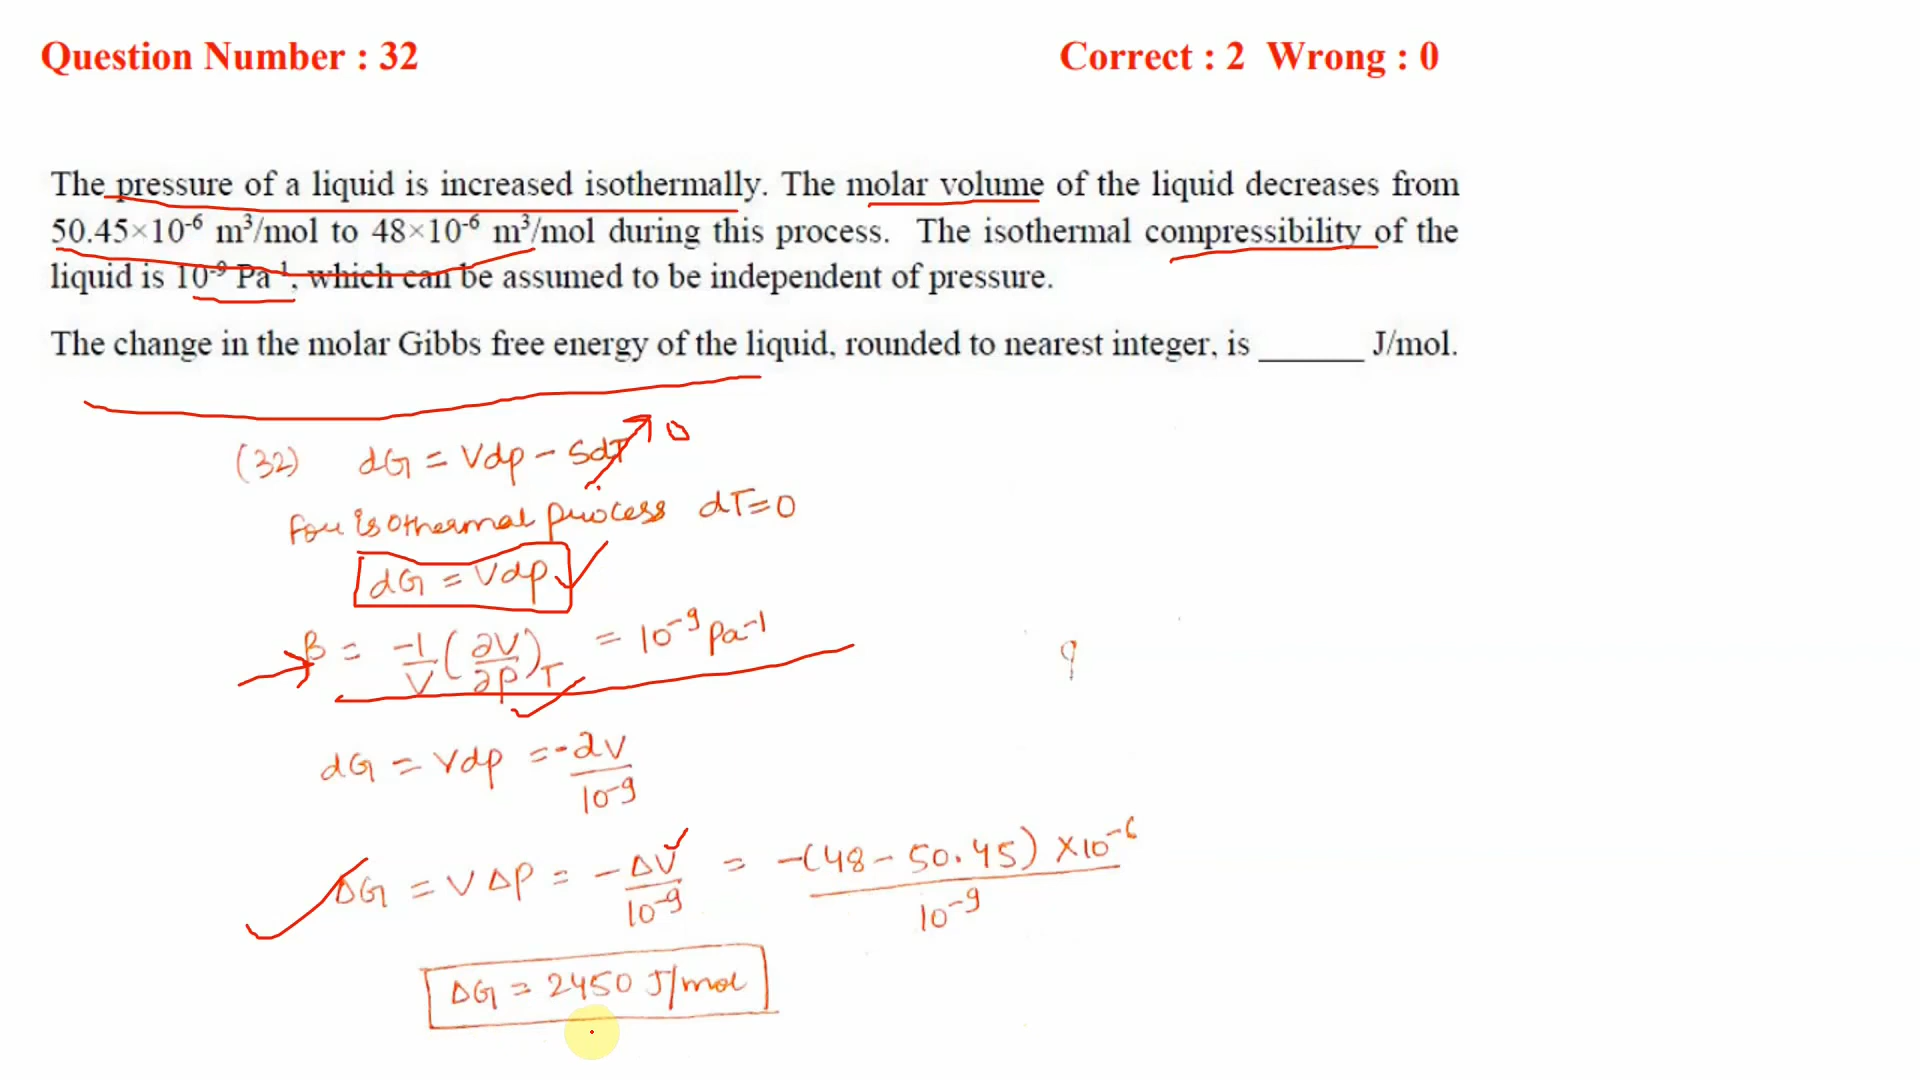 Question Number : 32 Correct : 2 Wrong : 0
The pressure of a liquid is increased isothermally. The molar volume of the liquid decreases from
50.45×10⁻⁶ m³/mol to 48×10⁻⁶ m³/mol during this process. The isothermal compressibility of the
liquid is 10⁻⁹ Pa⁻¹, which can be assumed to be independent of pressure.
The change in the molar Gibbs free energy of the liquid, rounded to nearest integer, is ______ J/mol.
(32) dG = Vdp - SdT 0
For isothermal process dT=0
dG = Vdp
β = -1/V (∂V/∂P)T = 10⁻⁹ Pa⁻¹
dG = Vdp = -∂V/10⁻⁹
ΔG = VΔP = -ΔV/10⁻⁹ = -(48 - 50.45) ×10⁻⁶/10⁻⁹
ΔG = 2450 J/mol